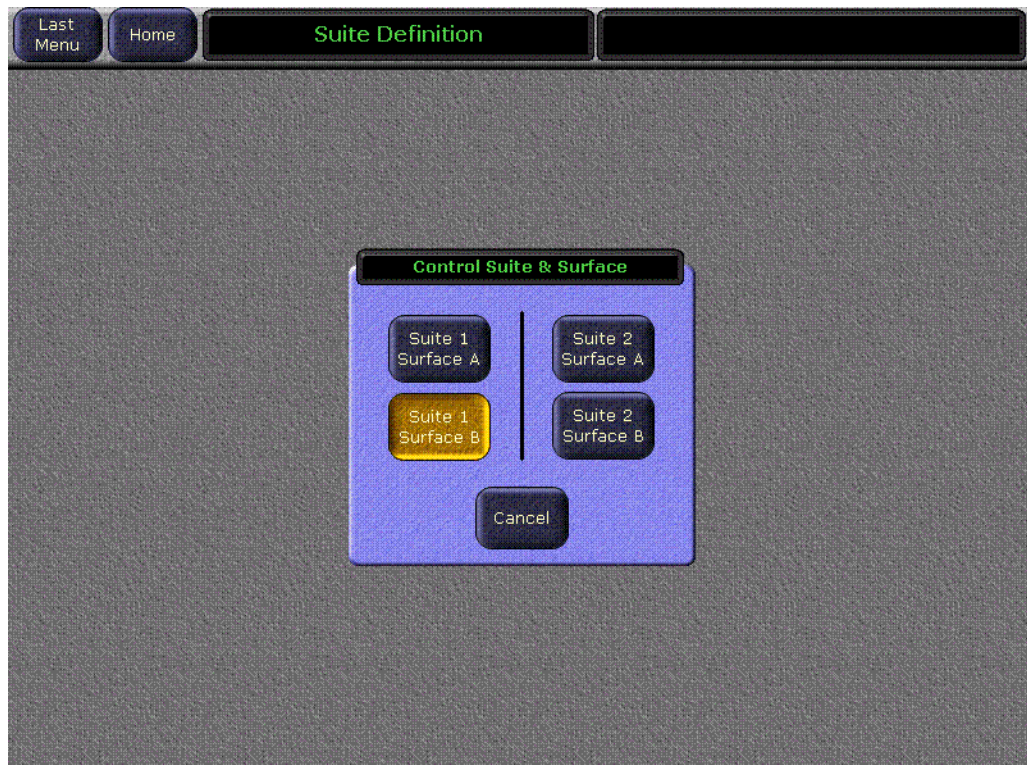 Last
Menu
Home
Suite Definition
Control Suite & Surface
Suite 1
Surface A
Suite 2
Surface A
Suite 1
Surface B
Suite 2
Surface B
Cancel